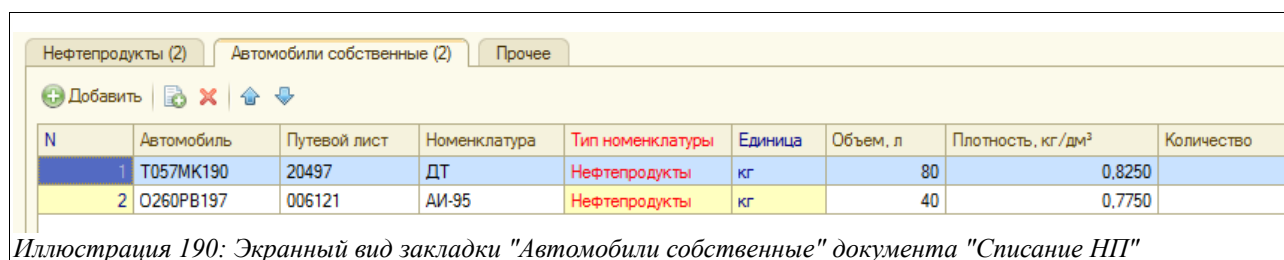 Нефтепродукты (2) Автомобили собственные (2) Прочее
Добавить
N Автомобиль Путевой лист Номенклатура Тип номенклатуры Единица Объем, л Плотность, кг/дм³ Количество
1 Т057МК190 20497 ДТ Нефтепродукты кг 80 0,8250
2 О260РВ197 006121 АИ-95 Нефтепродукты кг 40 0,7750
Иллюстрация 190: Экранный вид закладки "Автомобили собственные" документа "Списание НП"